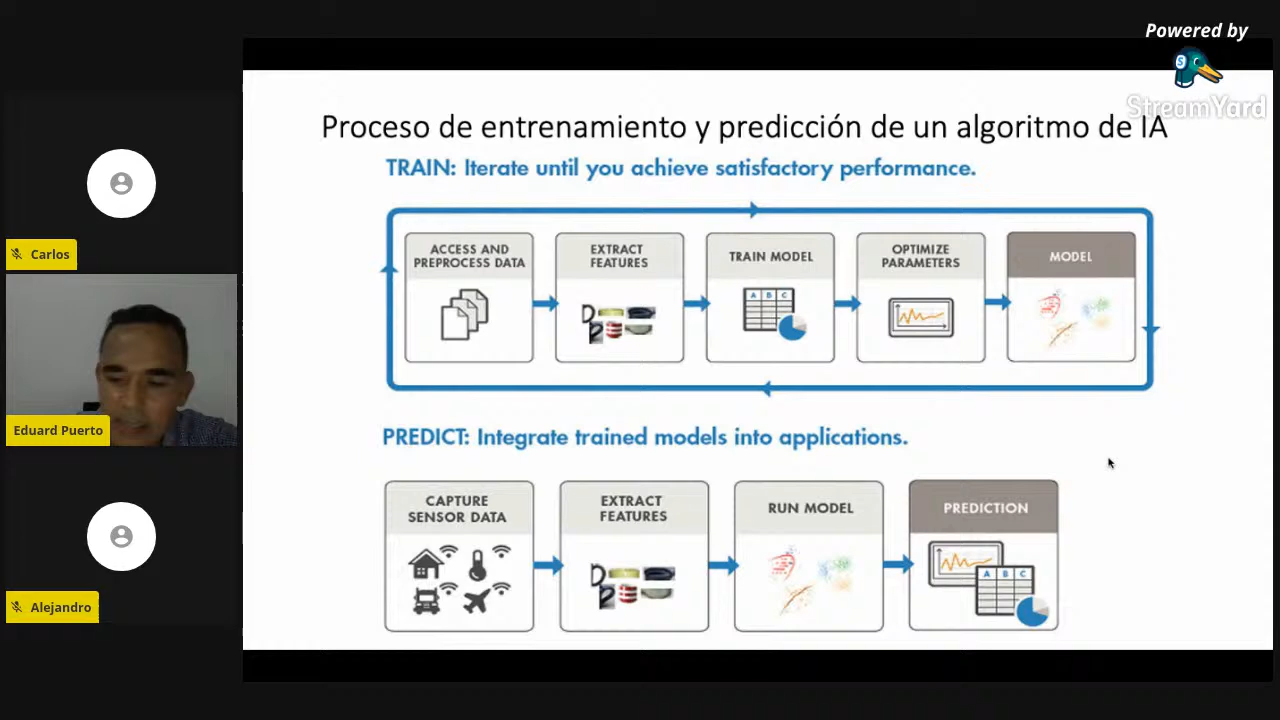 Powered by
StreamYard
Proceso de entrenamiento y predicción de un algoritmo de IA
TRAIN: Iterate until you achieve satisfactory performance.
ACCESS AND
PREPROCESS DATA
EXTRACT
FEATURES
TRAIN MODEL
A B C
OPTIMIZE
PARAMETERS
MODEL
PREDICT: Integrate trained models into applications.
CAPTURE
SENSOR DATA
EXTRACT
FEATURES
RUN MODEL
PREDICTION
A B C
Carlos
Eduard Puerto
Alejandro